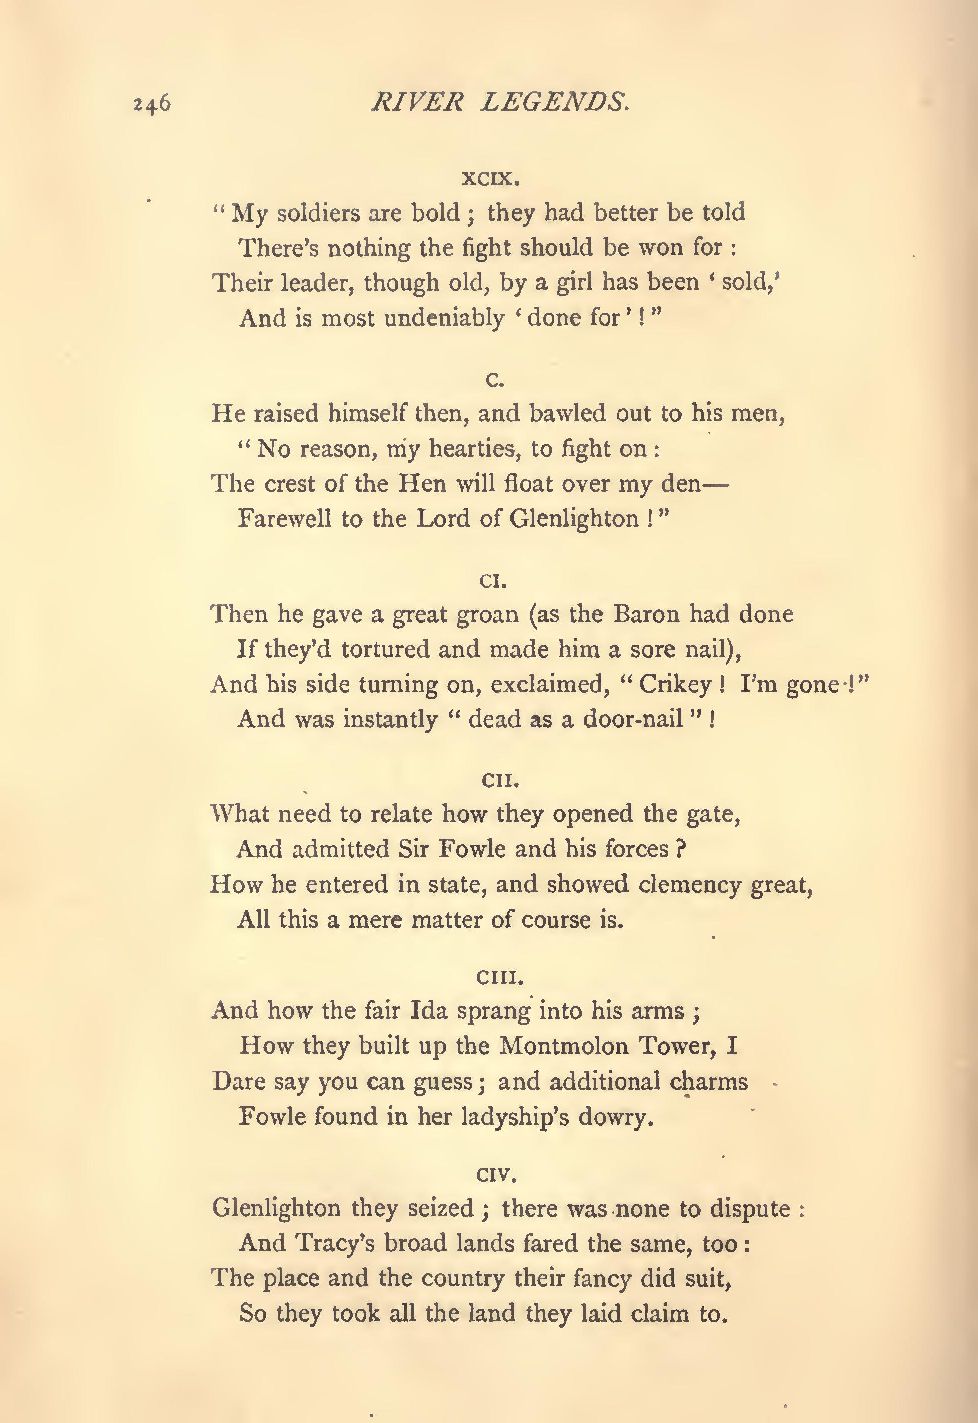 246 RIVER LEGENDS.
XCIX.
“ My soldiers are bold ; they had better be told
There’s nothing the fight should be won for :
Their leader, though old, by a girl has been ‘ sold,’
And is most undeniably ‘ done for ’ ! ”
C.
He raised himself then, and bawled out to his men,
“ No reason, my hearties, to fight on :
The crest of the Hen will float over my den—
Farewell to the Lord of Glenlighton ! ”
CI.
Then he gave a great groan (as the Baron had done
If they’d tortured and made him a sore nail),
And his side turning on, exclaimed, “ Crikey ! I’m gone ! ”
And was instantly “ dead as a door-nail ” !
CII.
What need to relate how they opened the gate,
And admitted Sir Fowle and his forces ?
How he entered in state, and showed clemency great,
All this a mere matter of course is.
CIII.
And how the fair Ida sprang into his arms ;
How they built up the Montmolon Tower, I
Dare say you can guess ; and additional charms
Fowle found in her ladyship’s dowry.
CIV.
Glenlighton they seized ; there was none to dispute :
And Tracy’s broad lands fared the same, too :
The place and the country their fancy did suit,
So they took all the land they laid claim to.